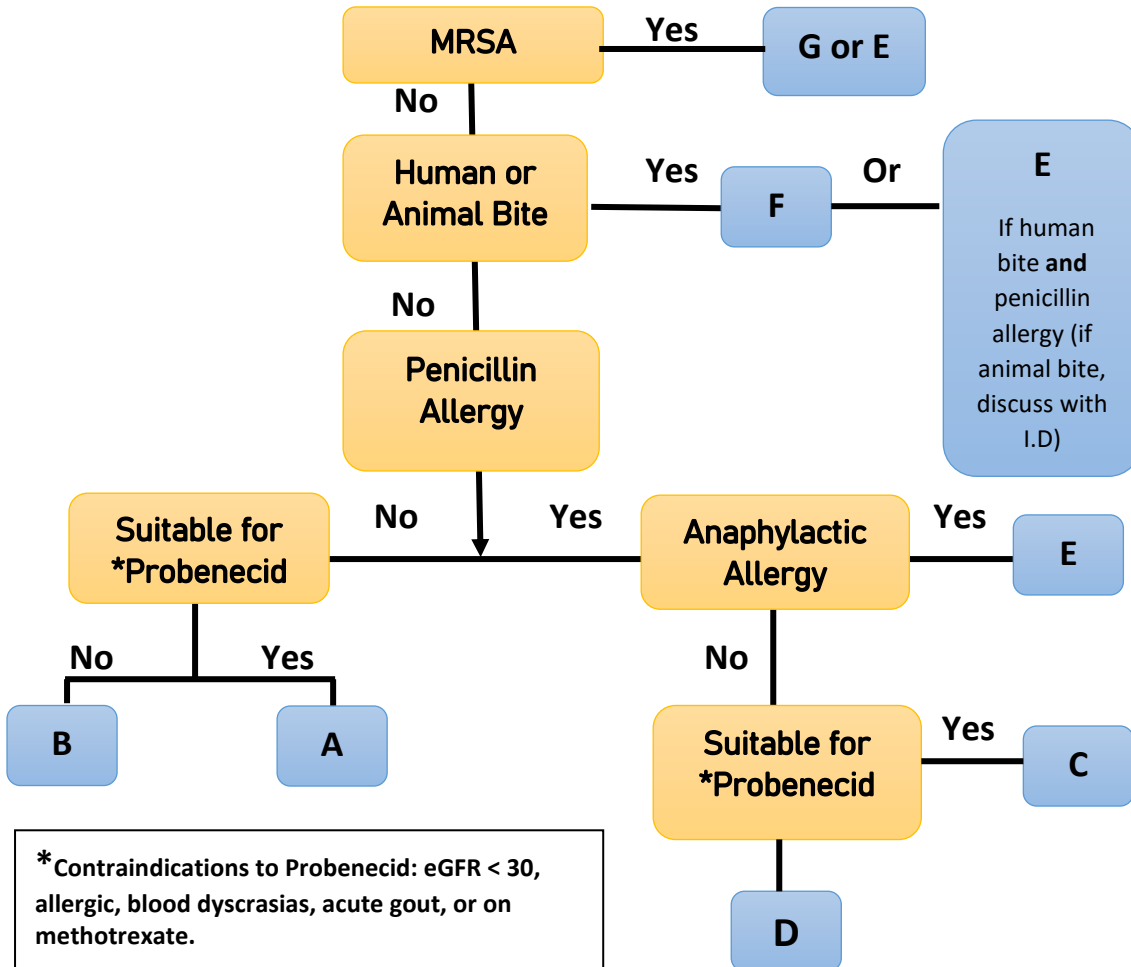 MRSA
Yes
G or E
No
Human or
Animal Bite
Yes
F
Or
E
If human
bite and
penicillin
allergy (if
animal bite,
discuss with
I.D)
No
Penicillin
Allergy
No
Yes
Suitable for
*Probenecid
Anaphylactic
Allergy
Yes
E
No
Yes
B
A
No
Suitable for
*Probenecid
Yes
C
D
*Contraindications to Probenecid: eGFR < 30,
allergic, blood dyscrasias, acute gout, or on
methotrexate.